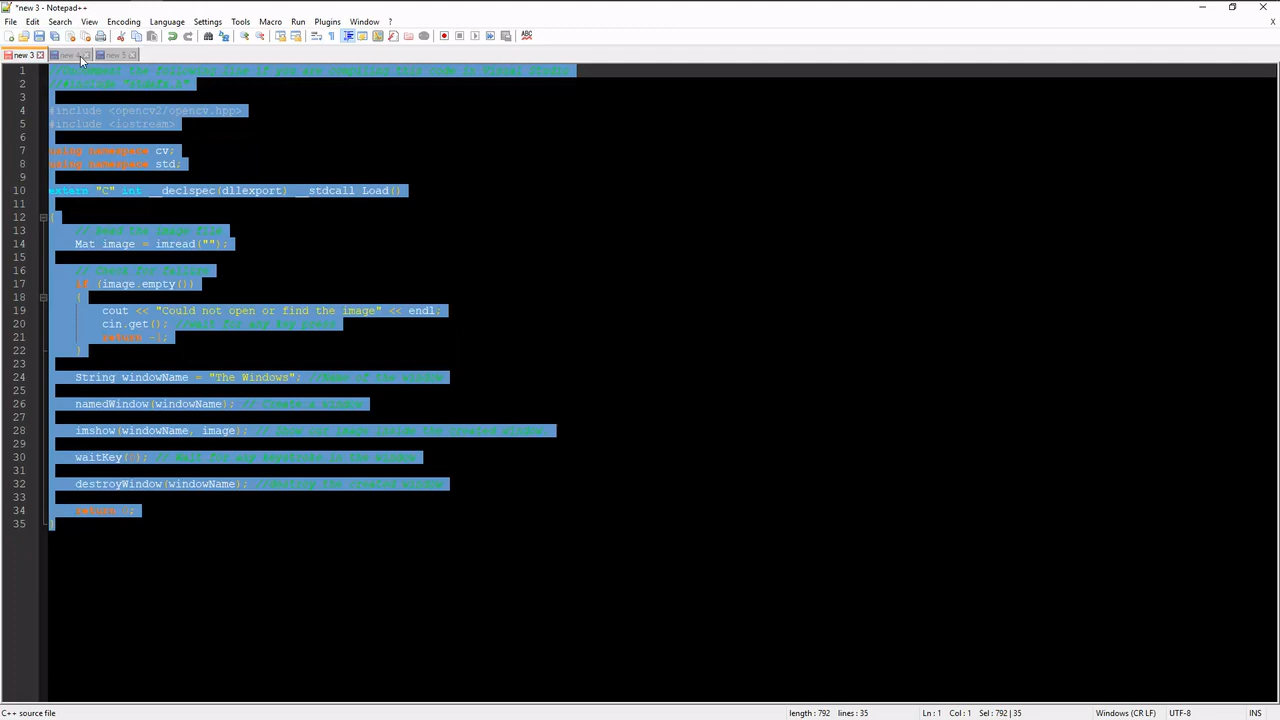 *new 3 - Notepad++
File Edit Search View Encoding Language Settings Tools Macro Run Plugins Window ?
new 3 new 4 new 5
1 //Uncomment the following line if you are compiling this code in Visual Studio
2 //#include "stdafx.h"
3
4 #include <opencv2/opencv.hpp>
5 #include <iostream>
6
7 using namespace cv;
8 using namespace std;
9
10 extern "C" int __declspec(dllexport) __stdcall Load()
11
12 {
13 // Read the image file
14 Mat image = imread("");
15
16 // Check for failure
17 if (image.empty())
18 {
19 cout << "Could not open or find the image" << endl;
20 cin.get(); //wait for any key press
21 return -1;
22 }
23
24 String windowName = "The Windows"; //Name of the window
25
26 namedWindow(windowName); // Create a window
27
28 imshow(windowName, image); // Show our image inside the created window.
29
30 waitKey(0); // Wait for any keystroke in the window
31
32 destroyWindow(windowName); //destroy the created window
33
34 return 0;
35 }
C++ source file length : 792 lines : 35 Ln : 1 Col : 1 Sel : 792 | 35 Windows (CR LF) UTF-8 INS